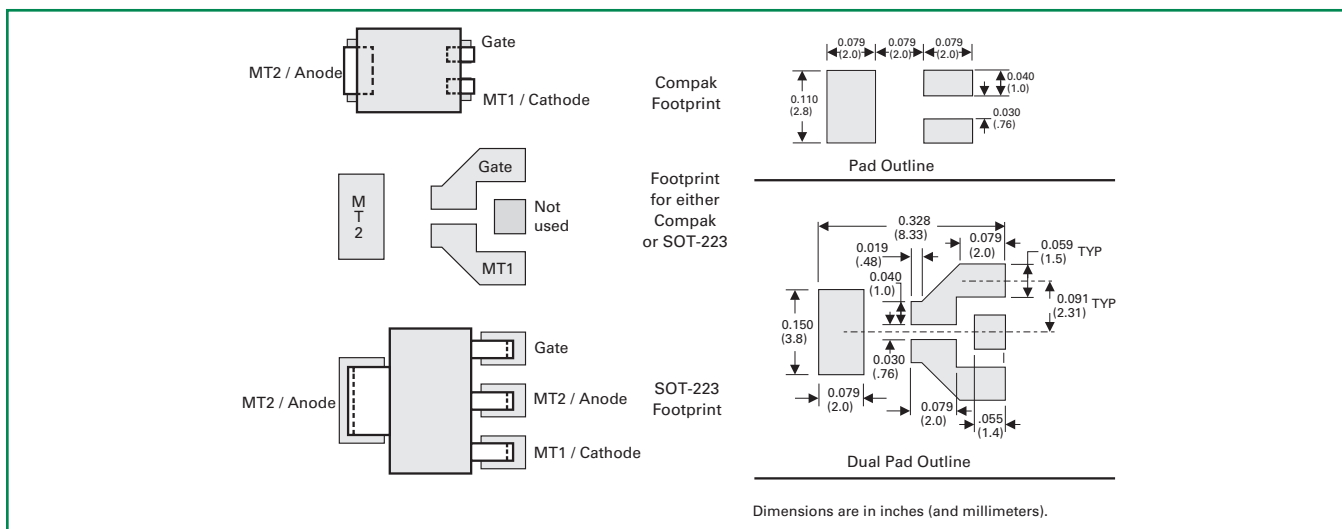 Gate
MT2 / Anode
MT1 / Cathode
Compak
Footprint
0.079
(2.0)
0.079
(2.0)
0.079
(2.0)
0.110
(2.8)
0.040
(1.0)
0.030
(.76)
Pad Outline
M
T
2
Gate
Not
used
MT1
Footprint
for either
Compak
or SOT-223
0.328
(8.33)
0.019
(.48)
0.079
(2.0)
0.059
(1.5)
TYP
0.040
(1.0)
0.091
(2.31)
TYP
0.150
(3.8)
0.030
(.76)
0.079
(2.0)
0.079
(2.0)
.055
(1.4)
Dual Pad Outline
Gate
MT2 / Anode
MT2 / Anode
MT1 / Cathode
SOT-223
Footprint
Dimensions are in inches (and millimeters).